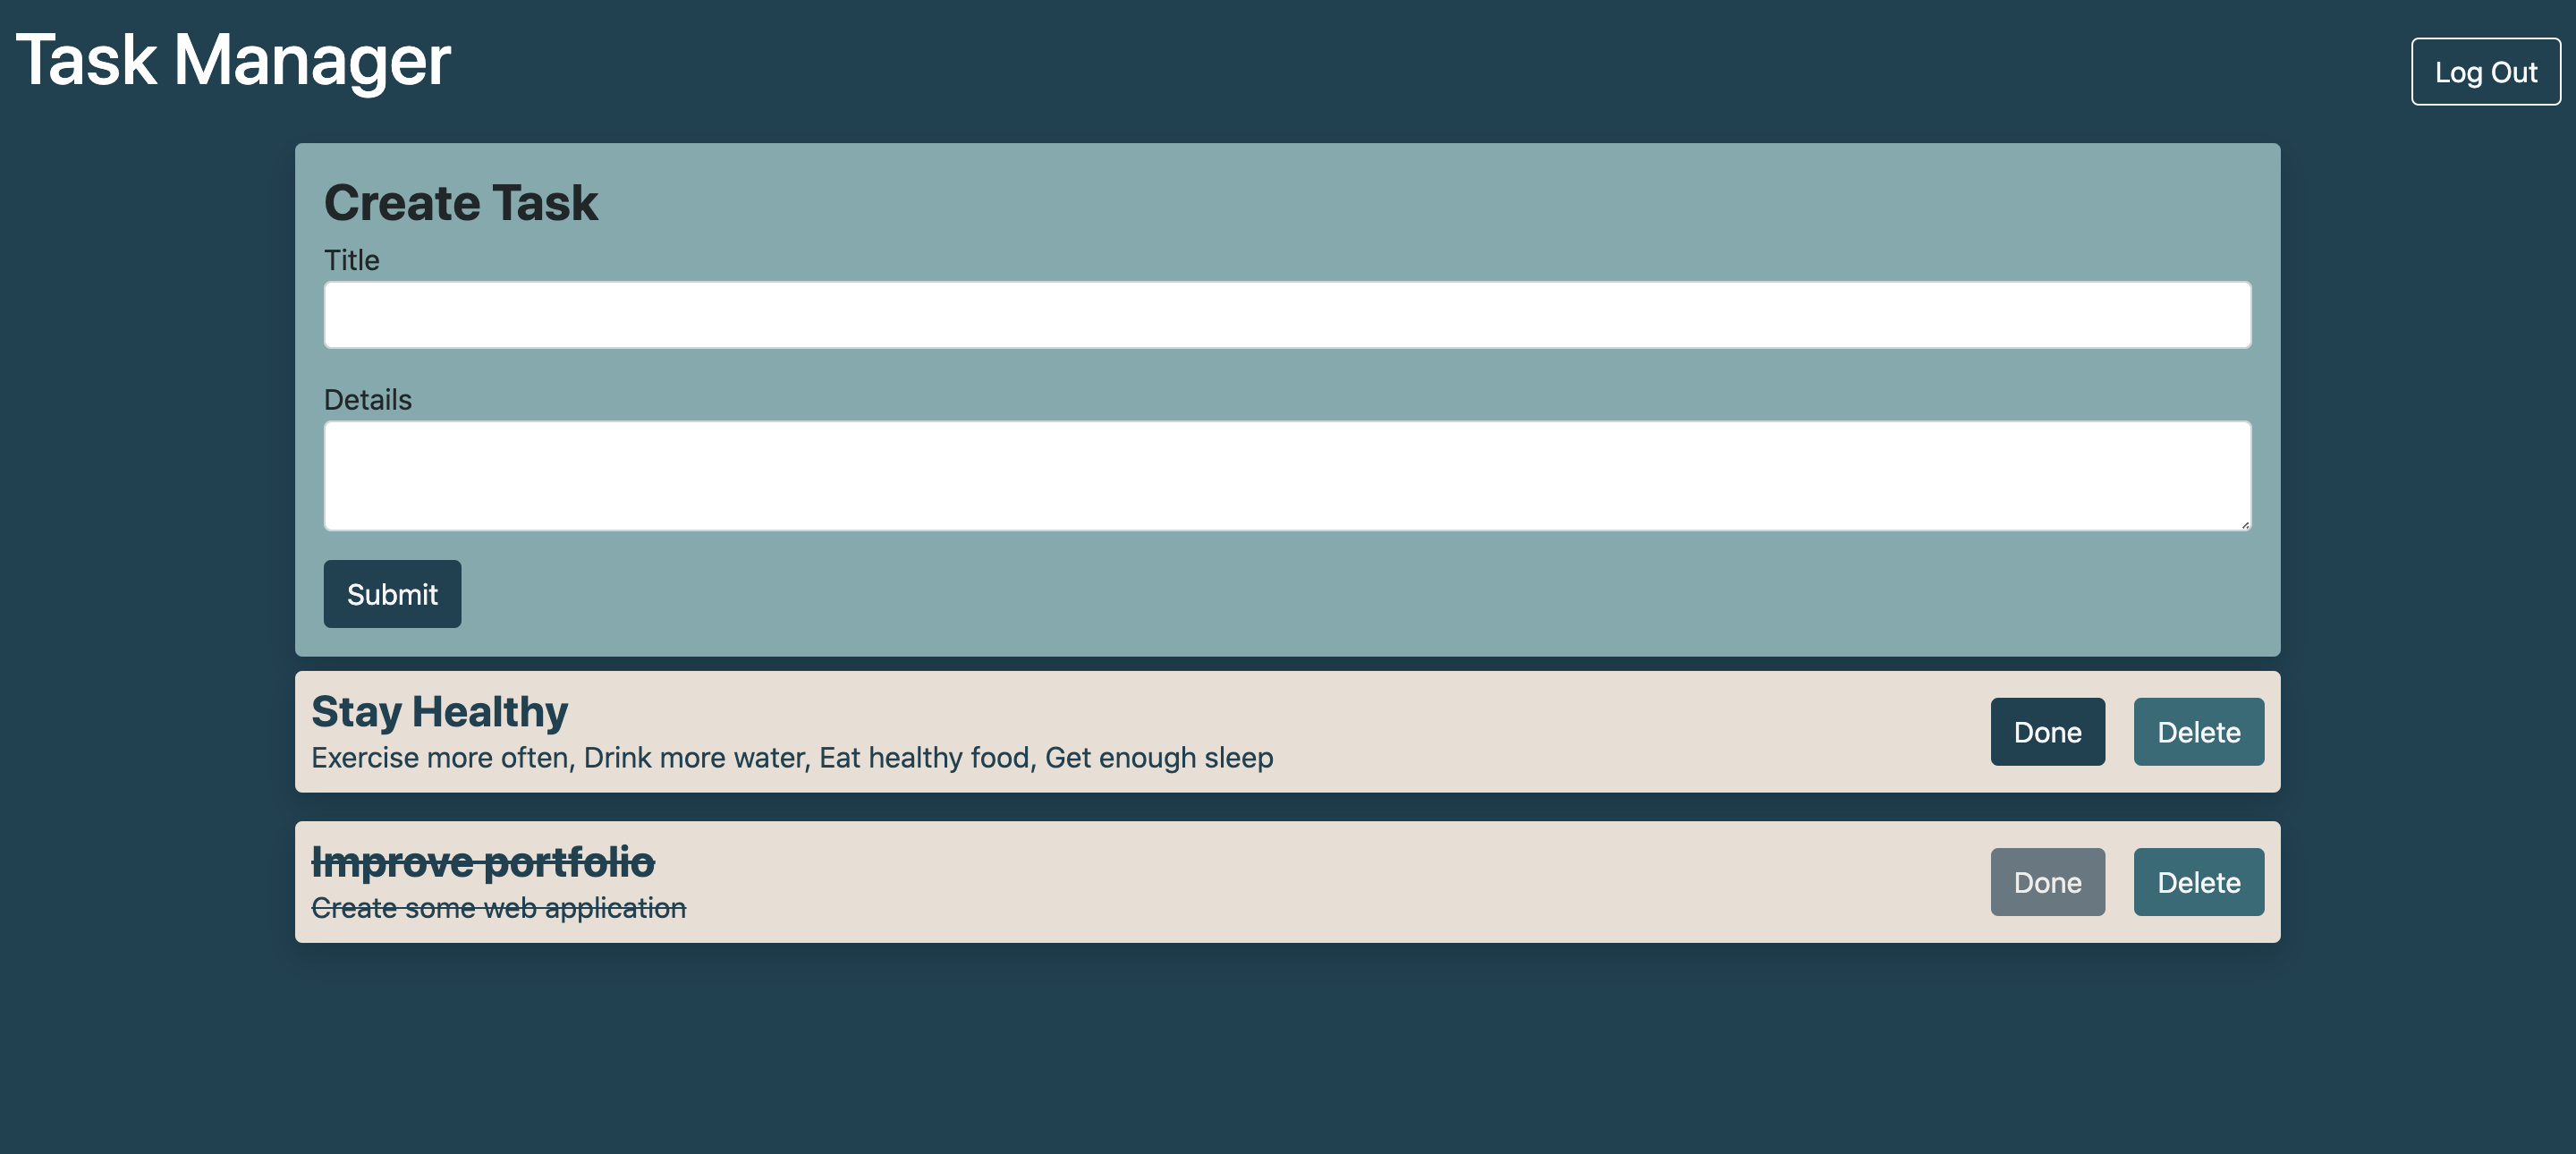 Task Manager
Log Out
Create Task
Title
Details
Submit
Stay Healthy
Exercise more often, Drink more water, Eat healthy food, Get enough sleep
Done
Delete
Improve portfolio
Create some web application
Done
Delete